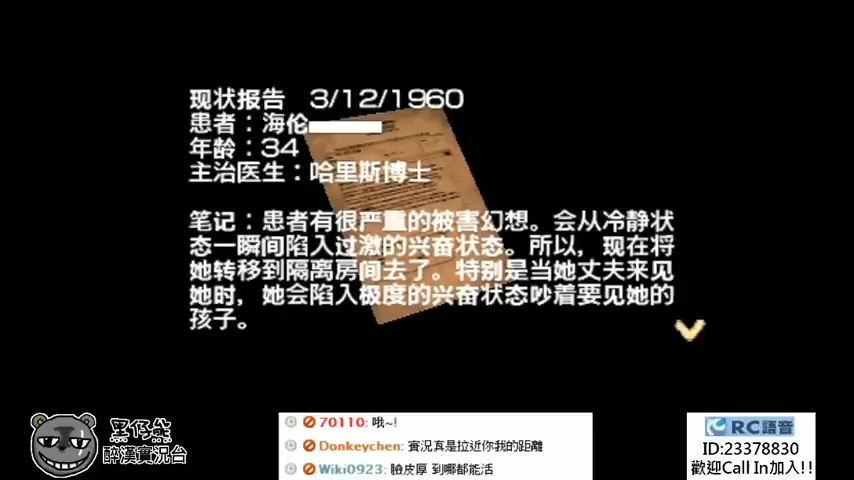 现状报告 3/12/1960
患者：海伦
年龄：34
主治医生：哈里斯博士
笔记：患者有很严重的被害幻想。会从冷静状
态一瞬间陷入过激的兴奋状态。所以，现在将
她转移到隔离房间去了。特别是当她丈夫来见
她时，她会陷入极度的兴奋状态吵着要见她的
孩子。
黑仔熊
醉漢實況台
70110: 哦~!
Donkeychen: 實況真是拉近你我的距離
Wiki0923: 臉皮厚 到哪都能活
RC語音
ID:23378830
歡迎Call In加入!!